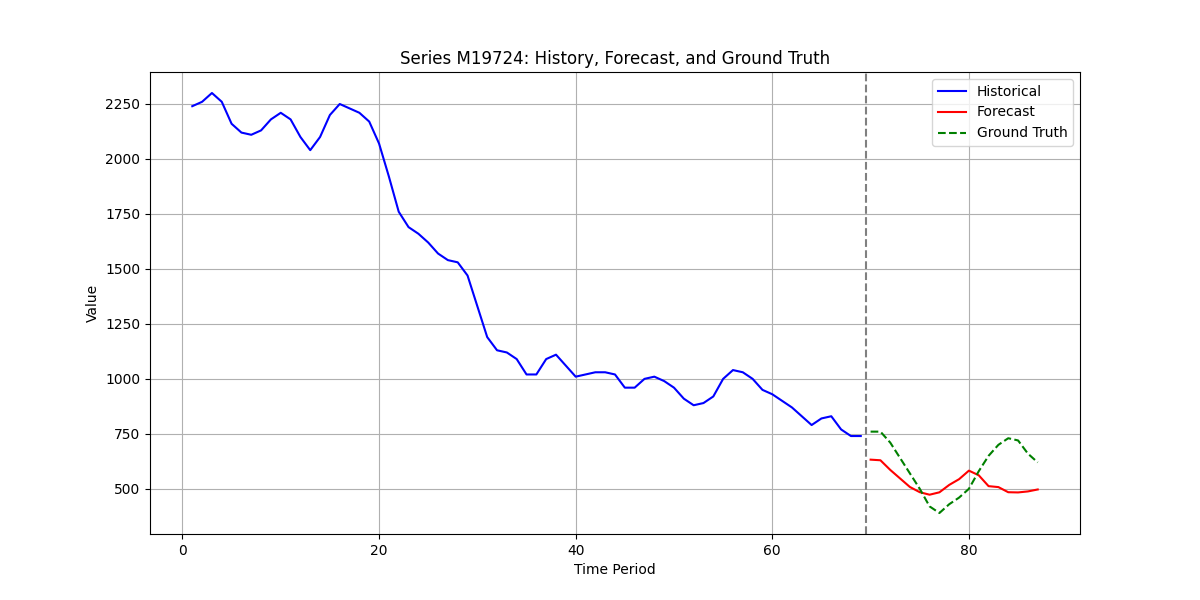 Series M19724: History, Forecast, and Ground Truth
Historical
Forecast
Ground Truth
2250
2000
1750
1500
1250
1000
750
500
Value
0 20 40 60 80
Time Period